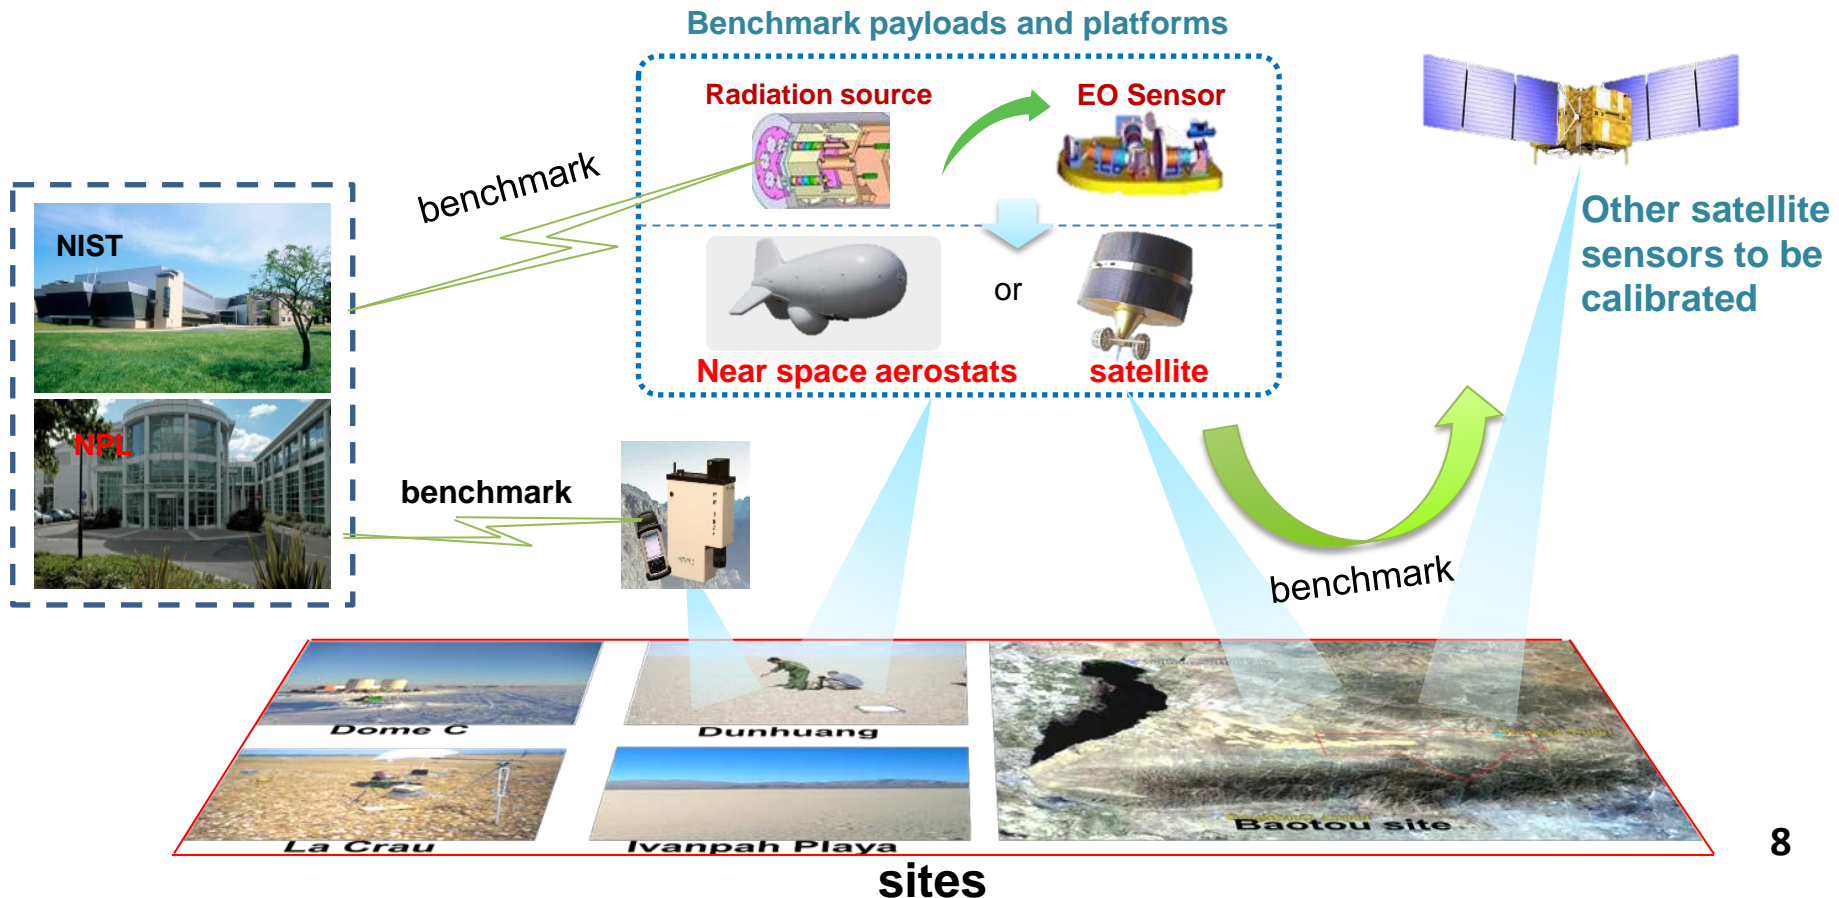 Benchmark payloads and platforms
Radiation source
EO Sensor
benchmark
NIST
Other satellite
sensors to be
calibrated
or
Near space aerostats
satellite
NPL
benchmark
benchmark
Dome C
Dunhuang
La Crau
Ivanpah Playa
Baotou site
8
sites